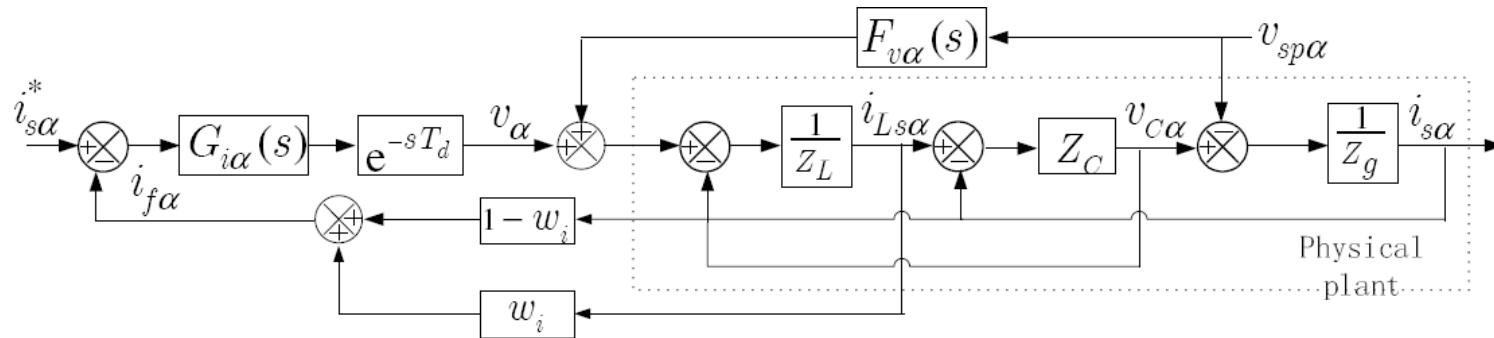 F_{vα}(s)
v_{spα}
i^{*}_{sα}
G_{iα}(s)
e^{-sT_d}
v_α
1/Z_L
i_{Lsα}
Z_C
v_{Cα}
1/Z_g
i_{sα}
i_{fα}
1 - w_i
w_i
Physical
plant